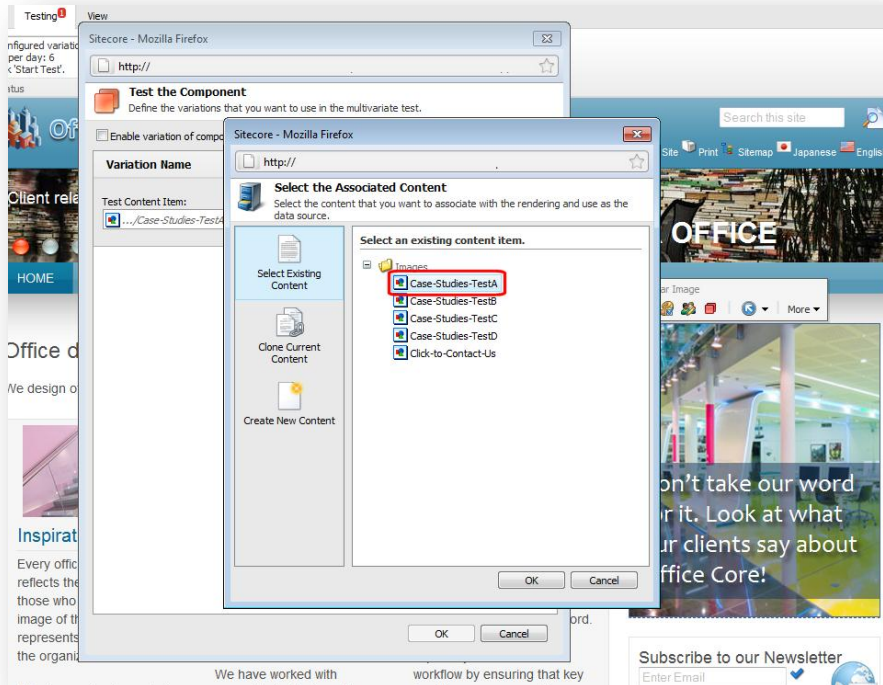 Testing 1
View
nfigured variatio
per day: 6
k 'Start Test'.
atus
Sitecore - Mozilla Firefox
http://
Test the Component
Define the variations that you want to use in the multivariate test.
Enable variation of compo
Variation Name
Test Content Item:
.../Case-Studies-TestA
Sitecore - Mozilla Firefox
http://
Select the Associated Content
Select the content that you want to associate with the rendering and use as the
data source.
Select Existing
Content
Clone Current
Content
Create New Content
Select an existing content item.
Images
Case-Studies-TestA
Case-Studies-TestB
Case-Studies-TestC
Case-Studies-TestD
Click-to-Contact-Us
OK
Cancel
OK
Cancel
Search this site
Site
Print
Sitemap
Japanese
Englis
Of
Client rela
OFFICE
HOME
ar Image
More
Office d
We design o
on't take our word
or it. Look at what
ur clients say about
ffice Core!
Inspirat
Every offic
reflects the
those who
image of th
represents
the organiz
ord.
We have worked with
workflow by ensuring that key
Subscribe to our Newsletter
Enter Email